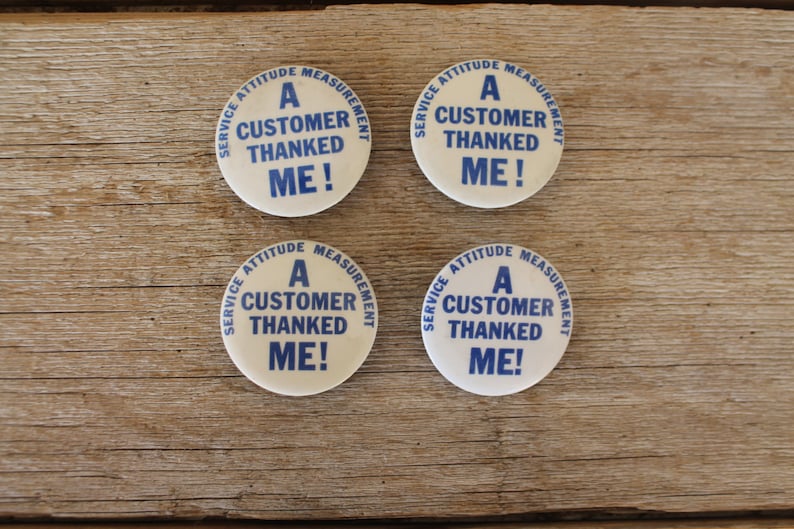 SERVICE ATTITUDE MEASUREMENT
A
CUSTOMER
THANKED
ME!
SERVICE ATTITUDE MEASUREMENT
A
CUSTOMER
THANKED
ME!
SERVICE ATTITUDE MEASUREMENT
A
CUSTOMER
THANKED
ME!
SERVICE ATTITUDE MEASUREMENT
A
CUSTOMER
THANKED
ME!